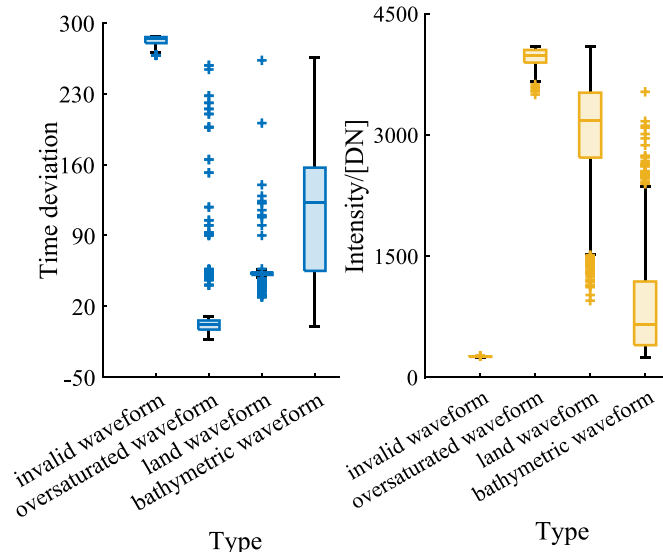 300
230
160
90
20
-50
Time deviation
invalid waveform
oversaturated waveform
land waveform
bathymetric waveform
Type
4500
3000
1500
0
Intensity/[DN]
invalid waveform
oversaturated waveform
land waveform
bathymetric waveform
Type